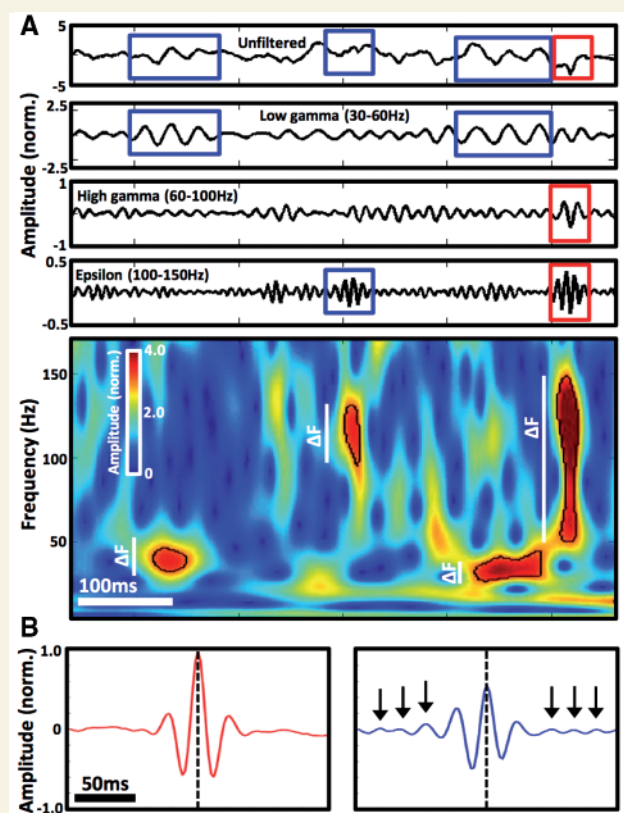 A
5
Unfiltered
-5
2.5
Low gamma (30-60Hz)
-2.5
Amplitude (norm.)
1
High gamma (60-100Hz)
-1
0.5
Epsilon (100-150Hz)
-0.5
4.0
2.0
0
Amplitude (norm.)
150
100
50
Frequency (Hz)
ΔF
ΔF
ΔF
ΔF
100ms
B
1.0
0
-1.0
Amplitude (norm.)
50ms